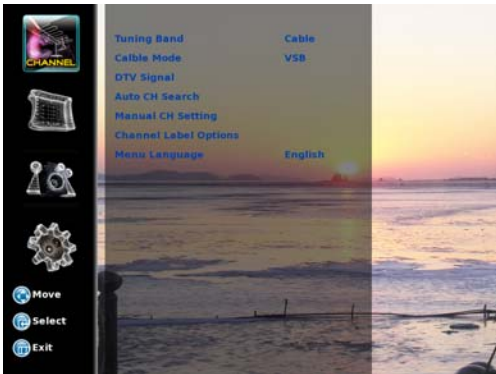 CHANNEL
Tuning Band Cable
Calble Mode VSB
DTV Signal
Auto CH Search
Manual CH Setting
Channel Label Options
Menu Language English
Move
Select
Exit